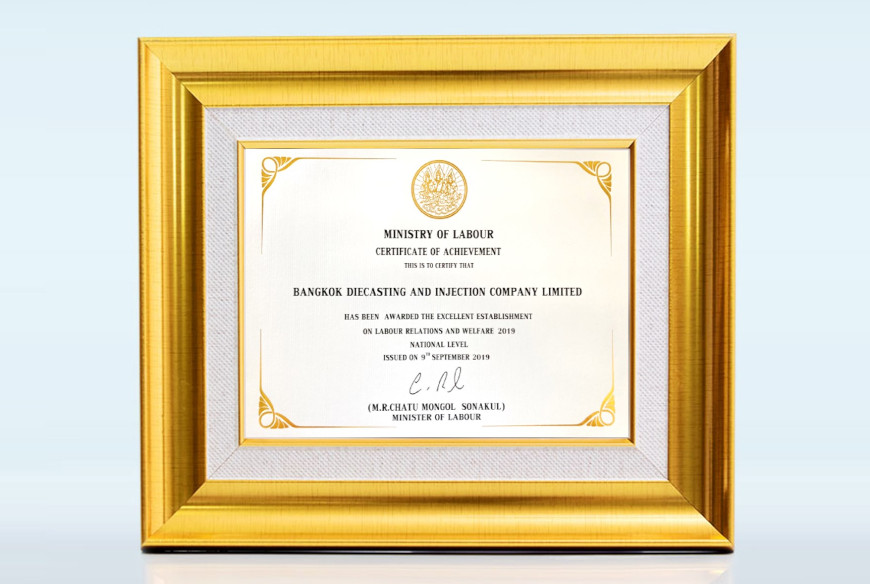 MINISTRY OF LABOUR
CERTIFICATE OF ACHIEVEMENT
THIS IS TO CERTIFY THAT
BANGKOK DIECASTING AND INJECTION COMPANY LIMITED
HAS BEEN AWARDED THE EXCELLENT ESTABLISHMENT
ON LABOUR RELATIONS AND WELFARE 2019
NATIONAL LEVEL
ISSUED ON 9TH SEPTEMBER 2019
(M.R.CHATU MONGOL SONAKUL)
MINISTER OF LABOUR